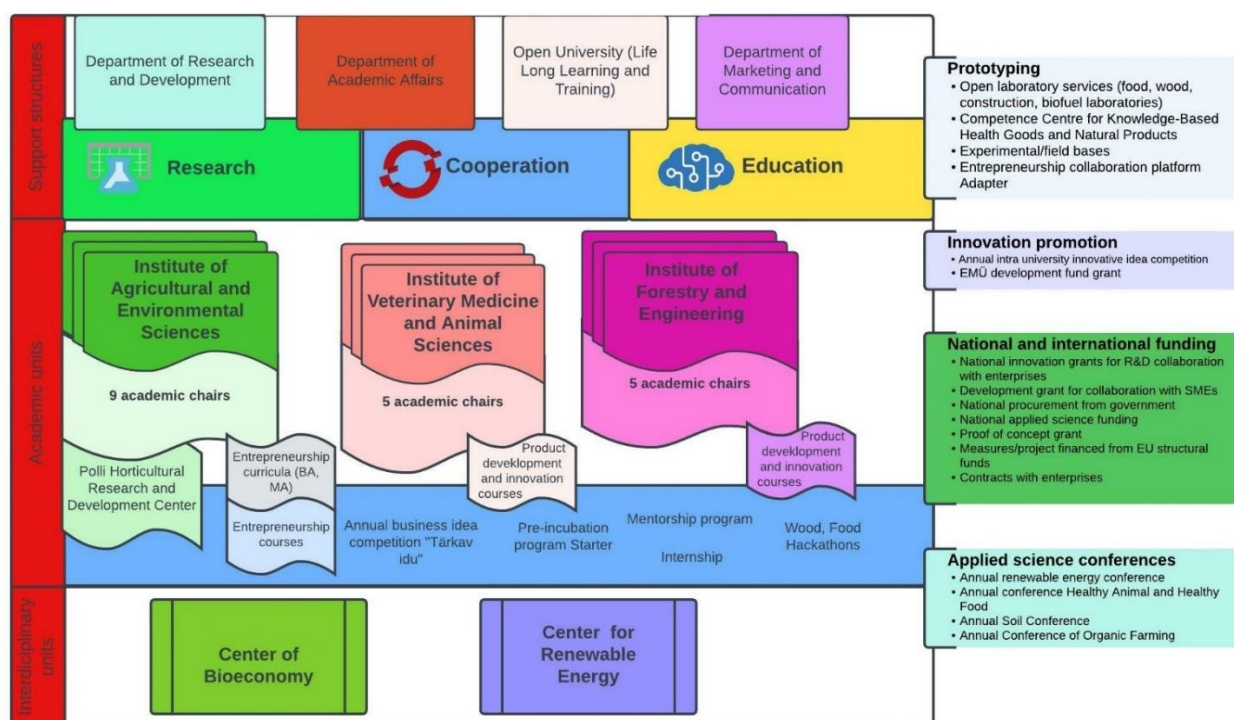 Support structures
Department of Research
and Development
Department of
Academic Affairs
Open University (Life
Long Learning and
Training)
Department of
Marketing and
Communication
Research
Cooperation
Education
Academic units
Institute of
Agricultural and
Environmental
Sciences
9 academic chairs
Institute of
Veterinary Medicine
and Animal
Sciences
5 academic chairs
Institute of
Forestry and
Engineering
5 academic chairs
Polli Horticultural
Research and
Development Center
Entrepreneurship
curricula (BA,
MA)
Entrepreneurship
courses
Product
deveklopment
and innovation
courses
Product
development
and innovation
courses
Annual business idea
competition "Tärkav
idu"
Pre-incubation
program Starter
Mentorship program
Internship
Wood, Food
Hackathons
Interdiciplinary
units
Center of
Bioeconomy
Center for
Renewable
Energy
Prototyping
• Open laboratory services (food, wood,
construction, biofuel laboratories)
• Competence Centre for Knowledge-Based
Health Goods and Natural Products
• Experimental/field bases
• Entrepreneurship collaboration platform
Adapter
Innovation promotion
• Annual intra university innovative idea competition
• EMÜ development fund grant
National and international funding
• National innovation grants for R&D collaboration
with enterprises
• Development grant for collaboration with SMEs
• National procurement from government
• National applied science funding
• Proof of concept grant
• Measures/project financed from EU structural
funds
• Contracts with enterprises
Applied science conferences
• Annual renewable energy conference
• Annual conference Healthy Animal and Healthy
Food
• Annual Soil Conference
• Annual Conference of Organic Farming